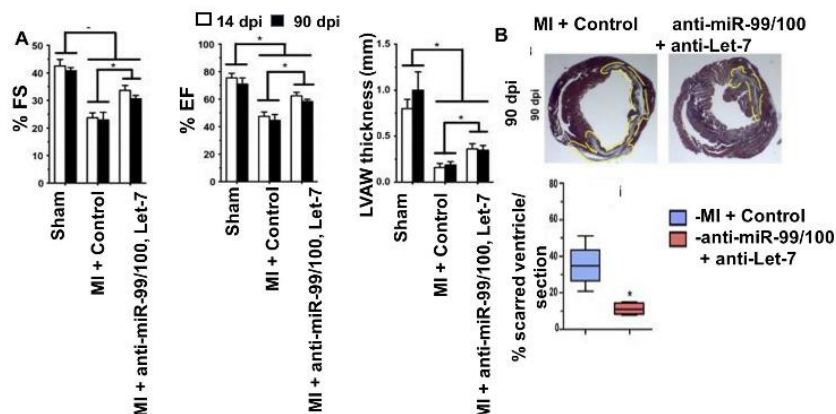 A
14 dpi 90 dpi
% FS
50
40
30
20
10
0
*
Sham
MI + Control
MI + anti-miR-99/100, Let-7
% EF
100
80
60
40
20
0
*
*
Sham
MI + Control
MI + anti-miR-99/100, Let-7
LVAW thickness (mm)
1.5
1.0
0.5
0.0
*
*
Sham
MI + Control
MI + anti-miR-99/100, Let-7
B
MI + Control
anti-miR-99/100
+ anti-Let-7
90 dpi
90 dpi
% scarred ventricle/
section
80
60
40
20
0
*
-MI + Control
-anti-miR-99/100
+ anti-Let-7